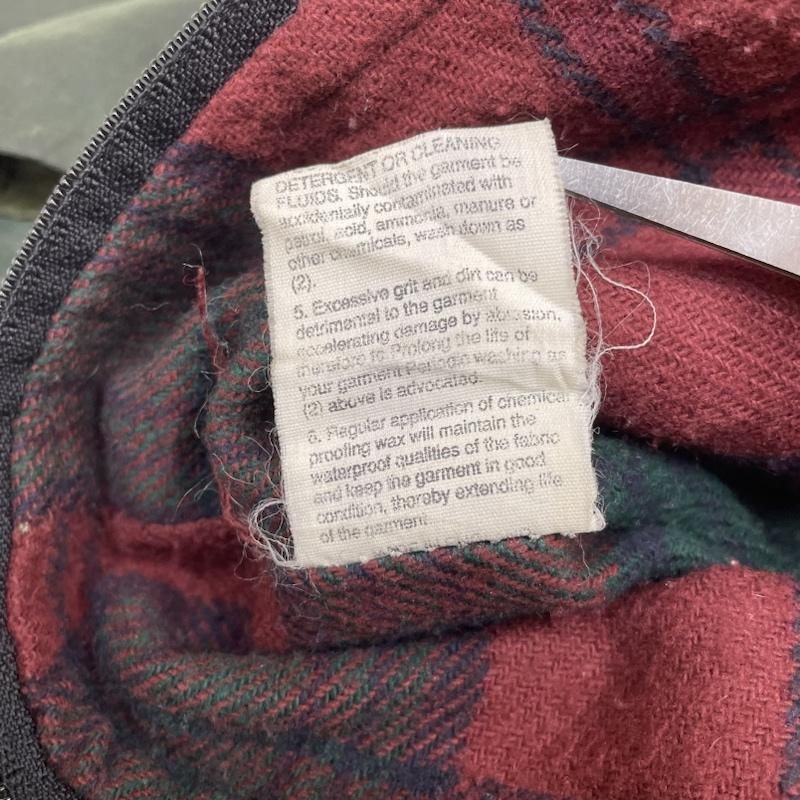 DETERGENT OR CLEANING
FLUIDS. Should the garment be
accidentally contaminated with
petrol, acid, ammonia, manure or
other chemicals, wash down as
(2).
5. Excessive grit and dirt can be
detrimental to the garment
accelerating damage by abrasion,
therefore to Prolong the life of
your garment Periodic washing as
(2) above is advocated.
6. Regular application of chemical
proofing wax will maintain the
waterproof qualities of the fabric
and keep the garment in good
condition, thereby extending life
of the garment